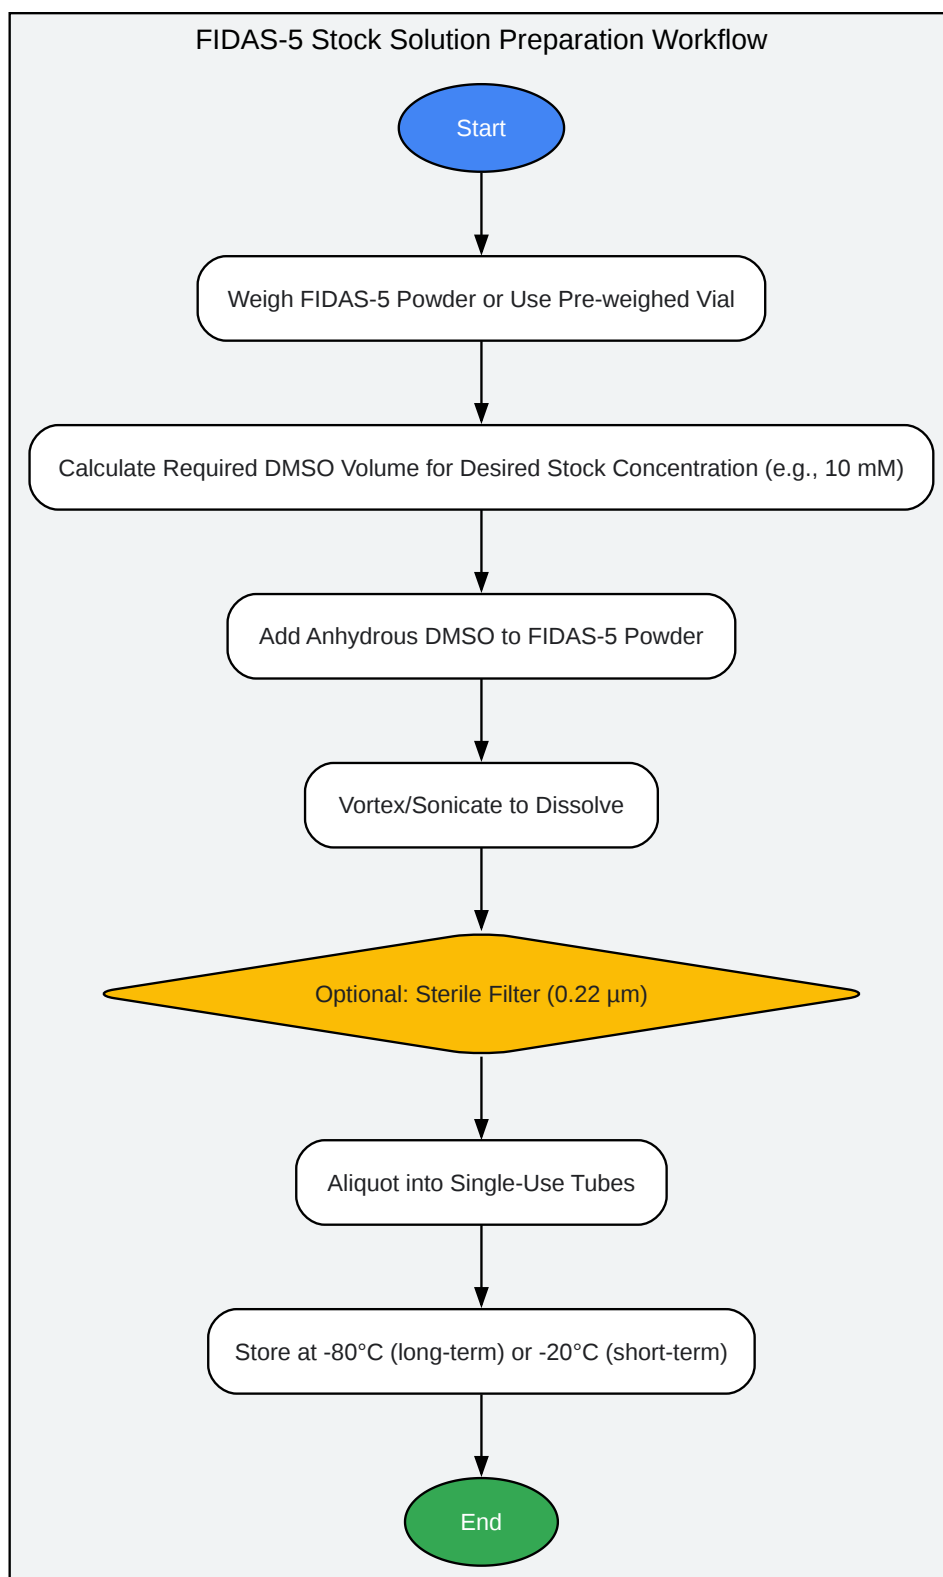 FIDAS-5 Stock Solution Preparation Workflow
Start
Weigh FIDAS-5 Powder or Use Pre-weighed Vial
Calculate Required DMSO Volume for Desired Stock Concentration (e.g., 10 mM)
Add Anhydrous DMSO to FIDAS-5 Powder
Vortex/Sonicate to Dissolve
Optional: Sterile Filter (0.22 µm)
Aliquot into Single-Use Tubes
Store at -80°C (long-term) or -20°C (short-term)
End